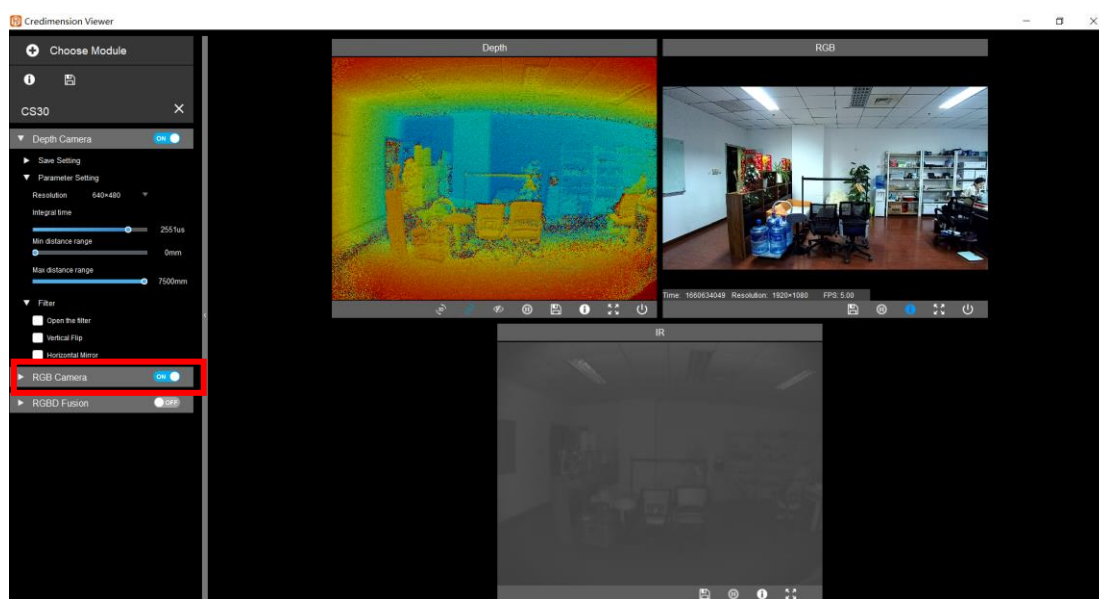 Credimension Viewer
Choose Module
CS30
Depth Camera ON
Save Setting
Parameter Setting
Resolution 640×480
Integral time
2551us
Min distance range
0mm
Max distance range
7500mm
Filter
Open the filter
Vertical Flip
Horizontal Mirror
RGB Camera ON
RGBD Fusion OFF
Depth
RGB
Time: 1660634049 Resolution: 1920×1080 FPS: 5.00
IR